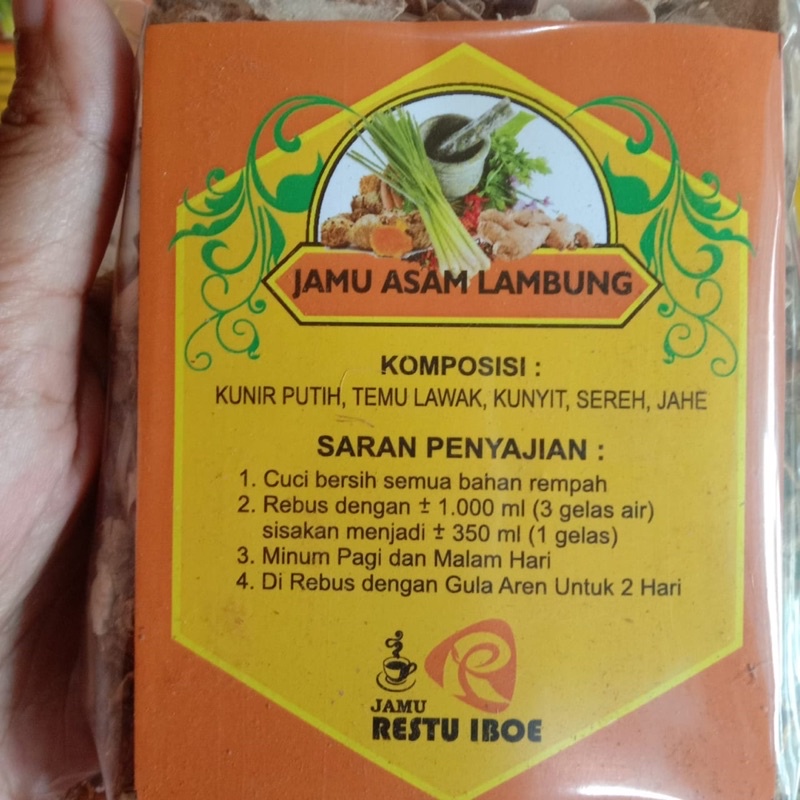 JAMU ASAM LAMBUNG
KOMPOSISI :
KUNIR PUTIH, TEMU LAWAK, KUNYIT, SEREH, JAHE
SARAN PENYAJIAN :
1. Cuci bersih semua bahan rempah
2. Rebus dengan ± 1.000 ml (3 gelas air)
sisakan menjadi ± 350 ml (1 gelas)
3. Minum Pagi dan Malam Hari
4. Di Rebus dengan Gula Aren Untuk 2 Hari
R
JAMU
RESTU IBOE